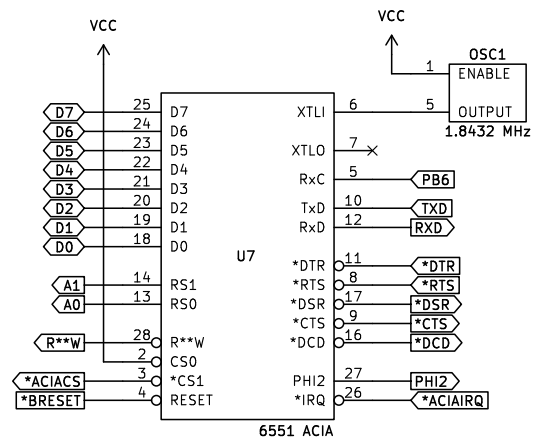 VCC
VCC
OSC1
1 ENABLE
5 OUTPUT
1.8432 MHz
D7 25 D7 XTLI 6
D6 24 D6
D5 23 D5 XTLO 7
D4 22 D4
D3 21 D3 RxC 5 PB6
D2 20 D2 TxD 10 TXD
D1 19 D1 RxD 12 RXD
D0 18 D0
U7
*DTR 11 *DTR
A1 14 RS1 *RTS 8 *RTS
A0 13 RS0 *DSR 17 *DSR
*CTS 9 *CTS
R**W 28 R**W *DCD 16 *DCD
2 CS0
*ACIACS 3 *CS1 PHI2 27 PHI2
*BRESET 4 RESET *IRQ 26 *ACIAIRQ
6551 ACIA